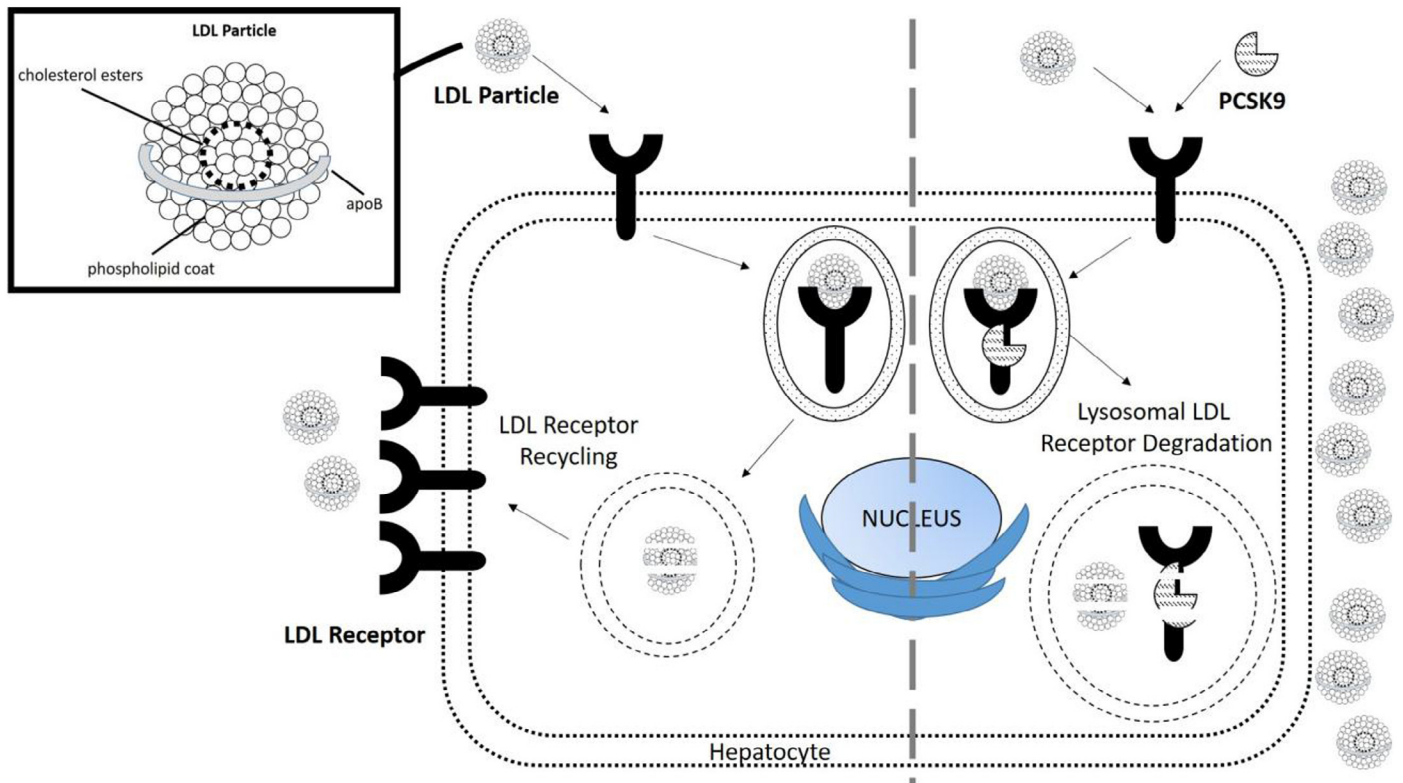 LDL Particle
cholesterol esters
apoB
phospholipid coat
LDL Particle
PCSK9
LDL Receptor
Recycling
Lysosomal LDL
Receptor Degradation
NUCLEUS
LDL Receptor
Hepatocyte